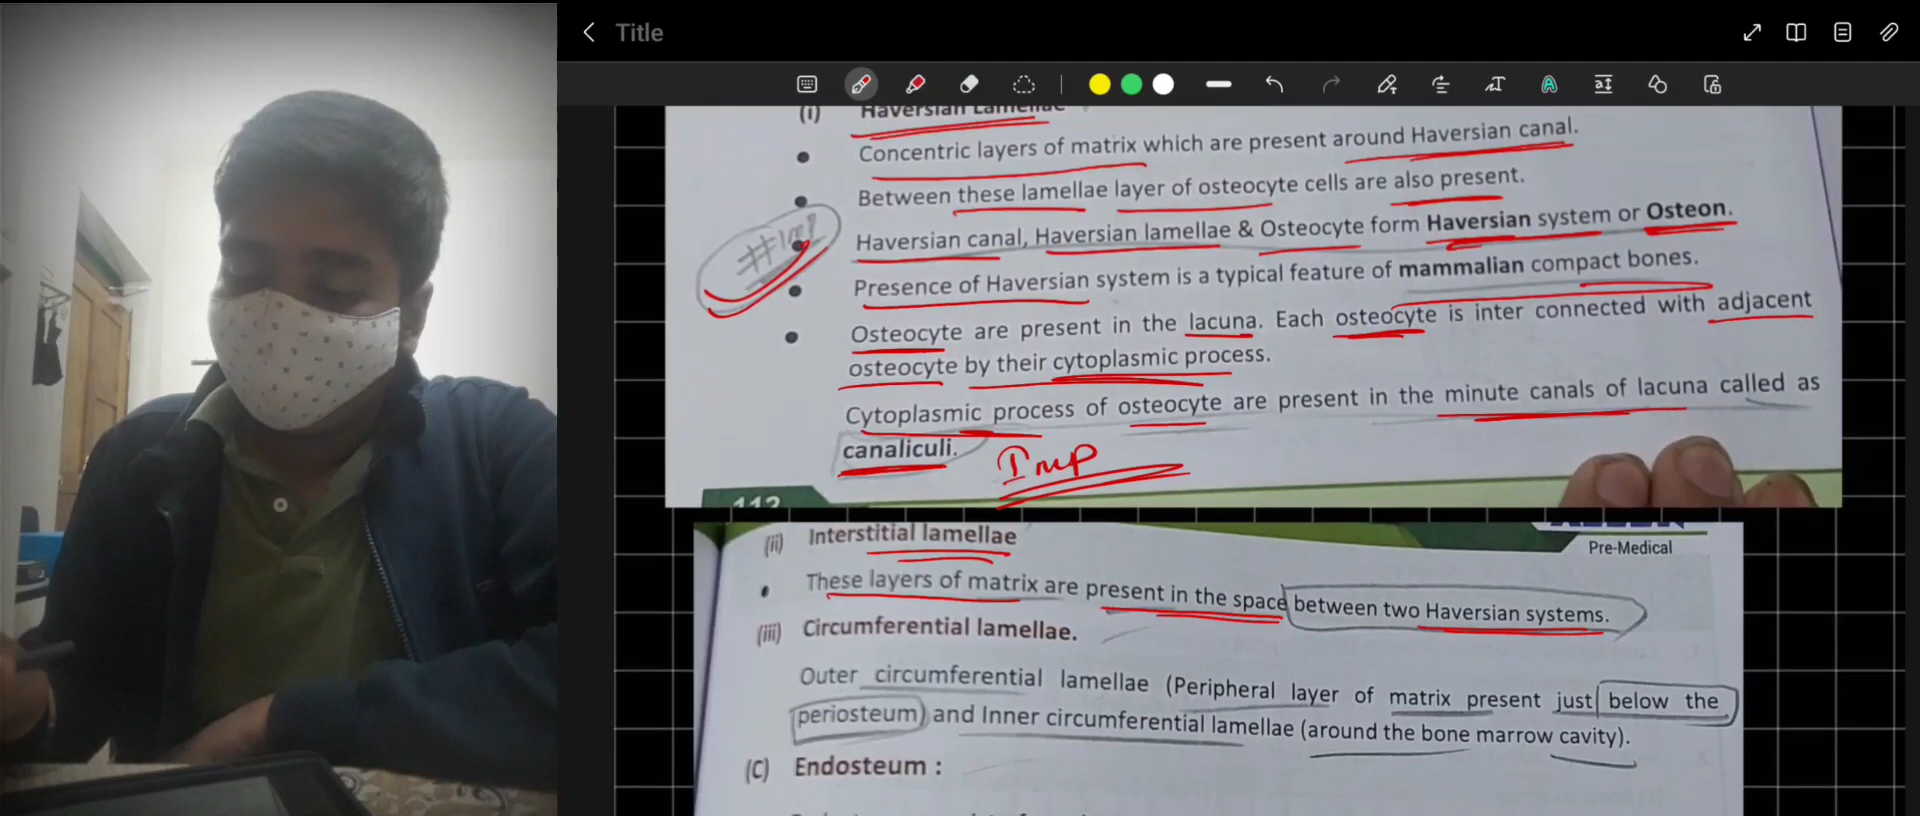 Title
(i) Haversian Lamellae
Concentric layers of matrix which are present around Haversian canal.
Between these lamellae layer of osteocyte cells are also present.
#Imp
Haversian canal, Haversian lamellae & Osteocyte form Haversian system or Osteon.
Presence of Haversian system is a typical feature of mammalian compact bones.
Osteocyte are present in the lacuna. Each osteocyte is inter connected with adjacent
osteocyte by their cytoplasmic process.
Cytoplasmic process of osteocyte are present in the minute canals of lacuna called as
canaliculi.
Imp
112
Pre-Medical
(ii) Interstitial lamellae
These layers of matrix are present in the space between two Haversian systems.
(iii) Circumferential lamellae.
Outer circumferential lamellae (Peripheral layer of matrix present just below the
periosteum) and Inner circumferential lamellae (around the bone marrow cavity).
(C) Endosteum :